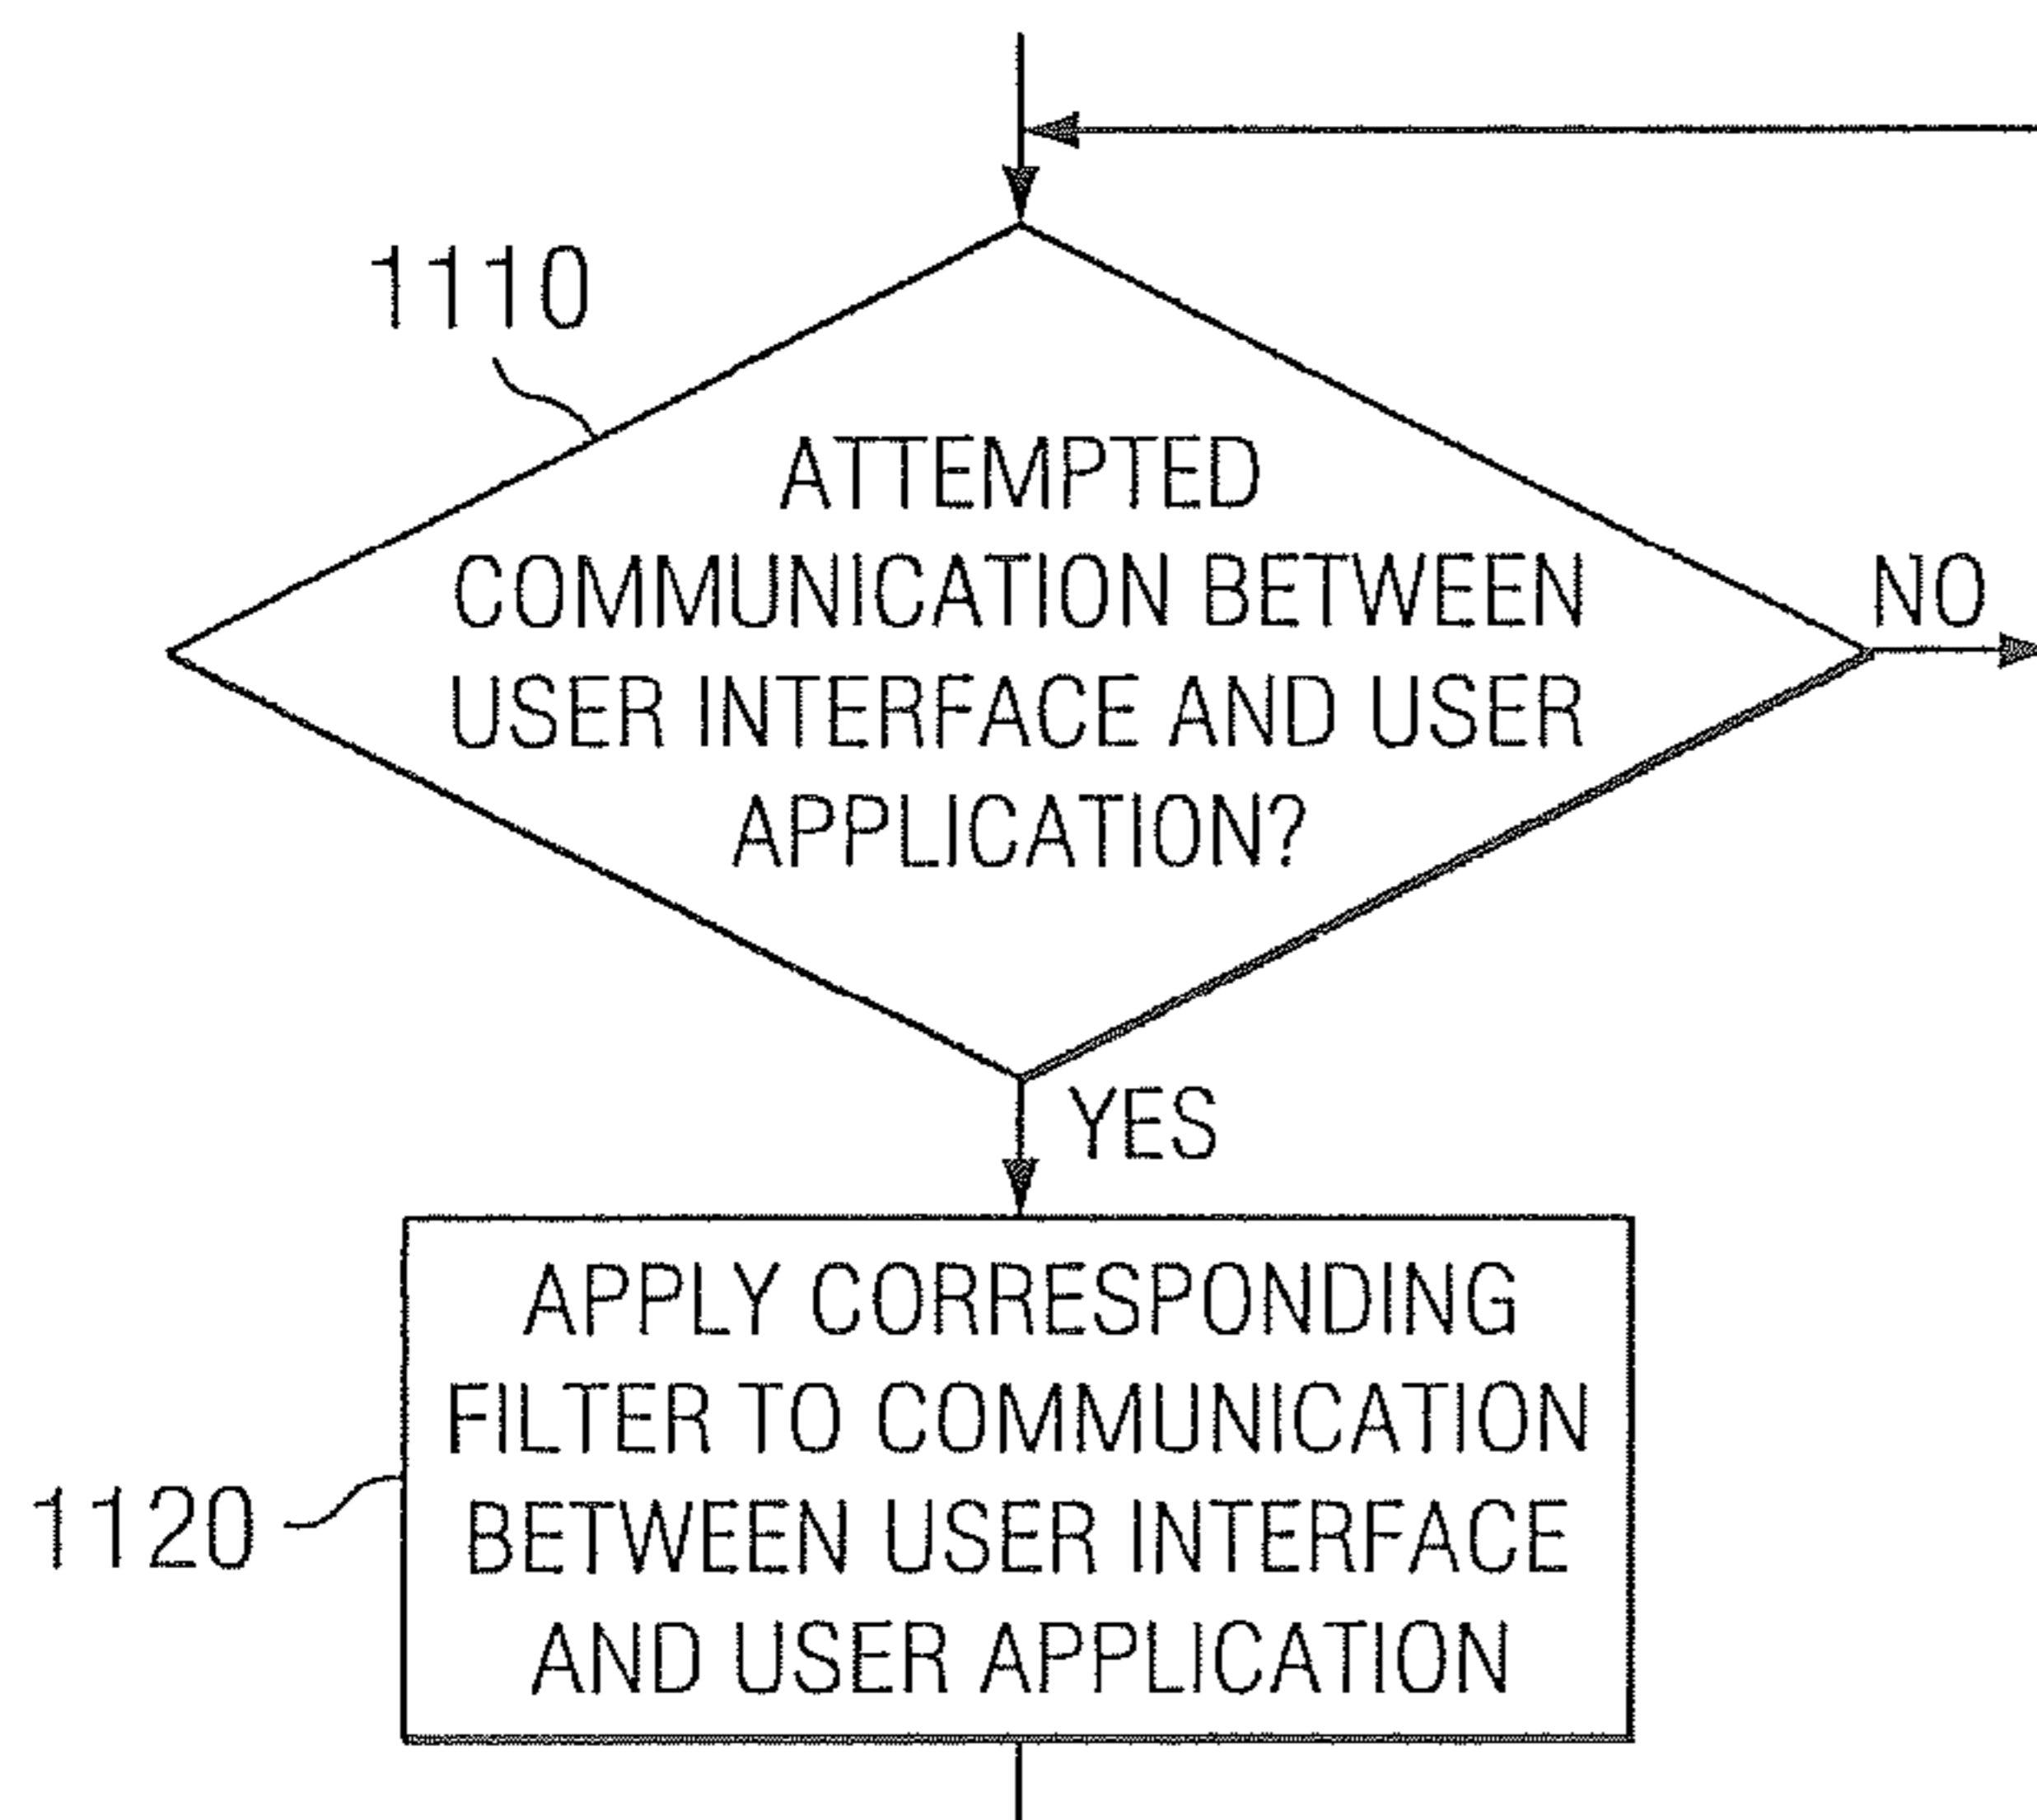 1110
ATTEMPTED
COMMUNICATION BETWEEN
USER INTERFACE AND USER
APPLICATION?
NO
YES
APPLY CORRESPONDING
FILTER TO COMMUNICATION
BETWEEN USER INTERFACE
AND USER APPLICATION
1120